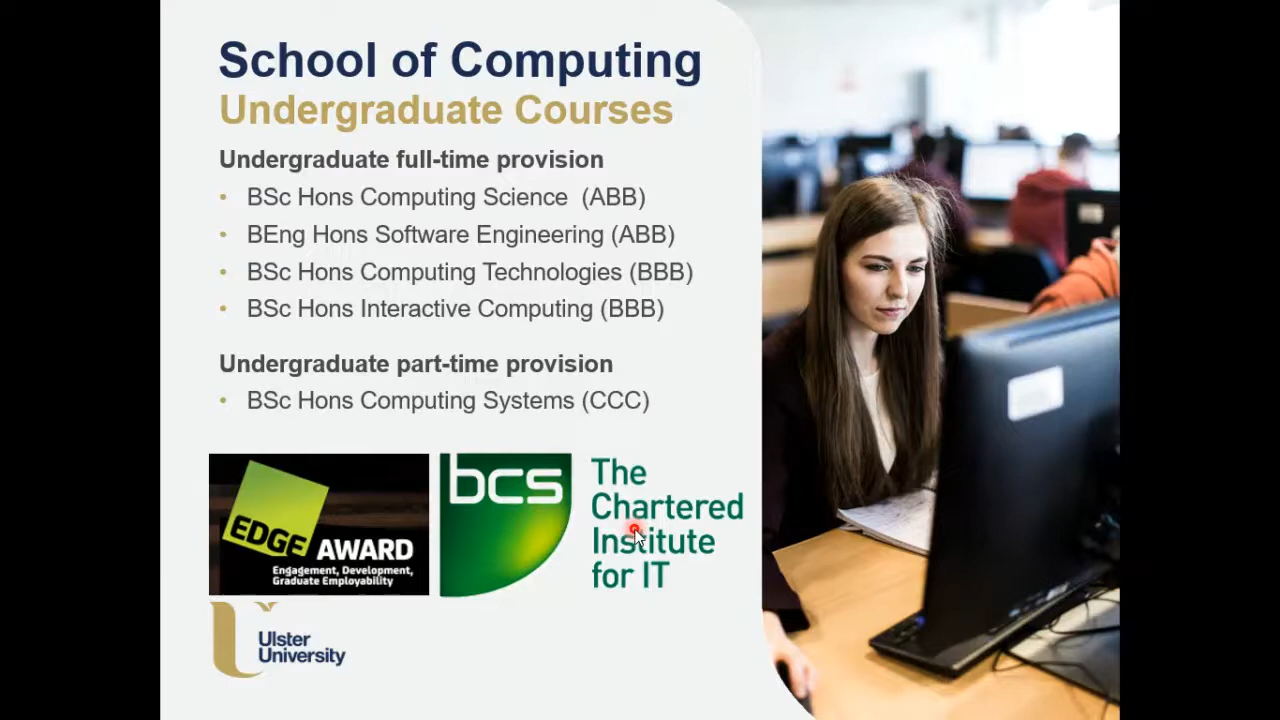 School of Computing
Undergraduate Courses
Undergraduate full-time provision
• BSc Hons Computing Science (ABB)
• BEng Hons Software Engineering (ABB)
• BSc Hons Computing Technologies (BBB)
• BSc Hons Interactive Computing (BBB)
Undergraduate part-time provision
• BSc Hons Computing Systems (CCC)
EDGE AWARD
Engagement, Development,
Graduate Employability
bcs
The
Chartered
Institute
for IT
Ulster
University